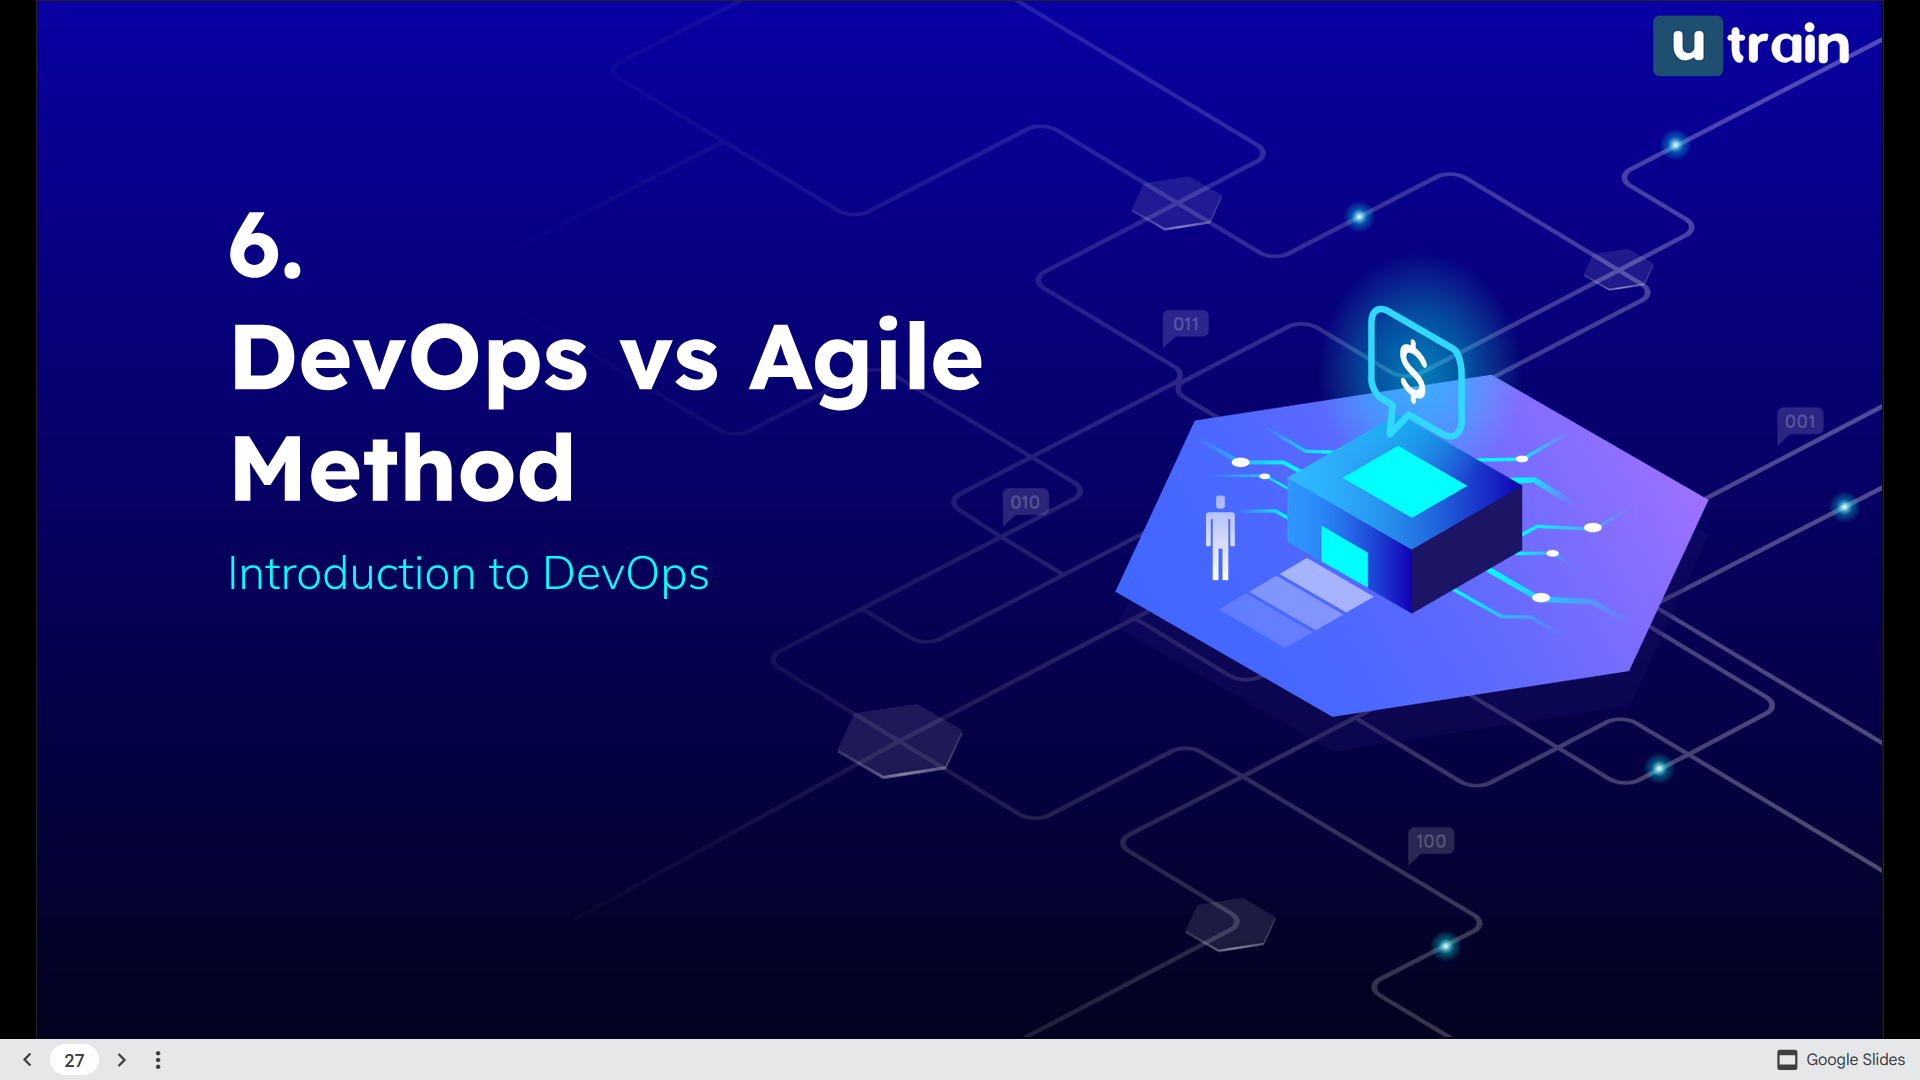 u train
6.
DevOps vs Agile
Method
Introduction to DevOps
011
001
010
$
100
27
Google Slides